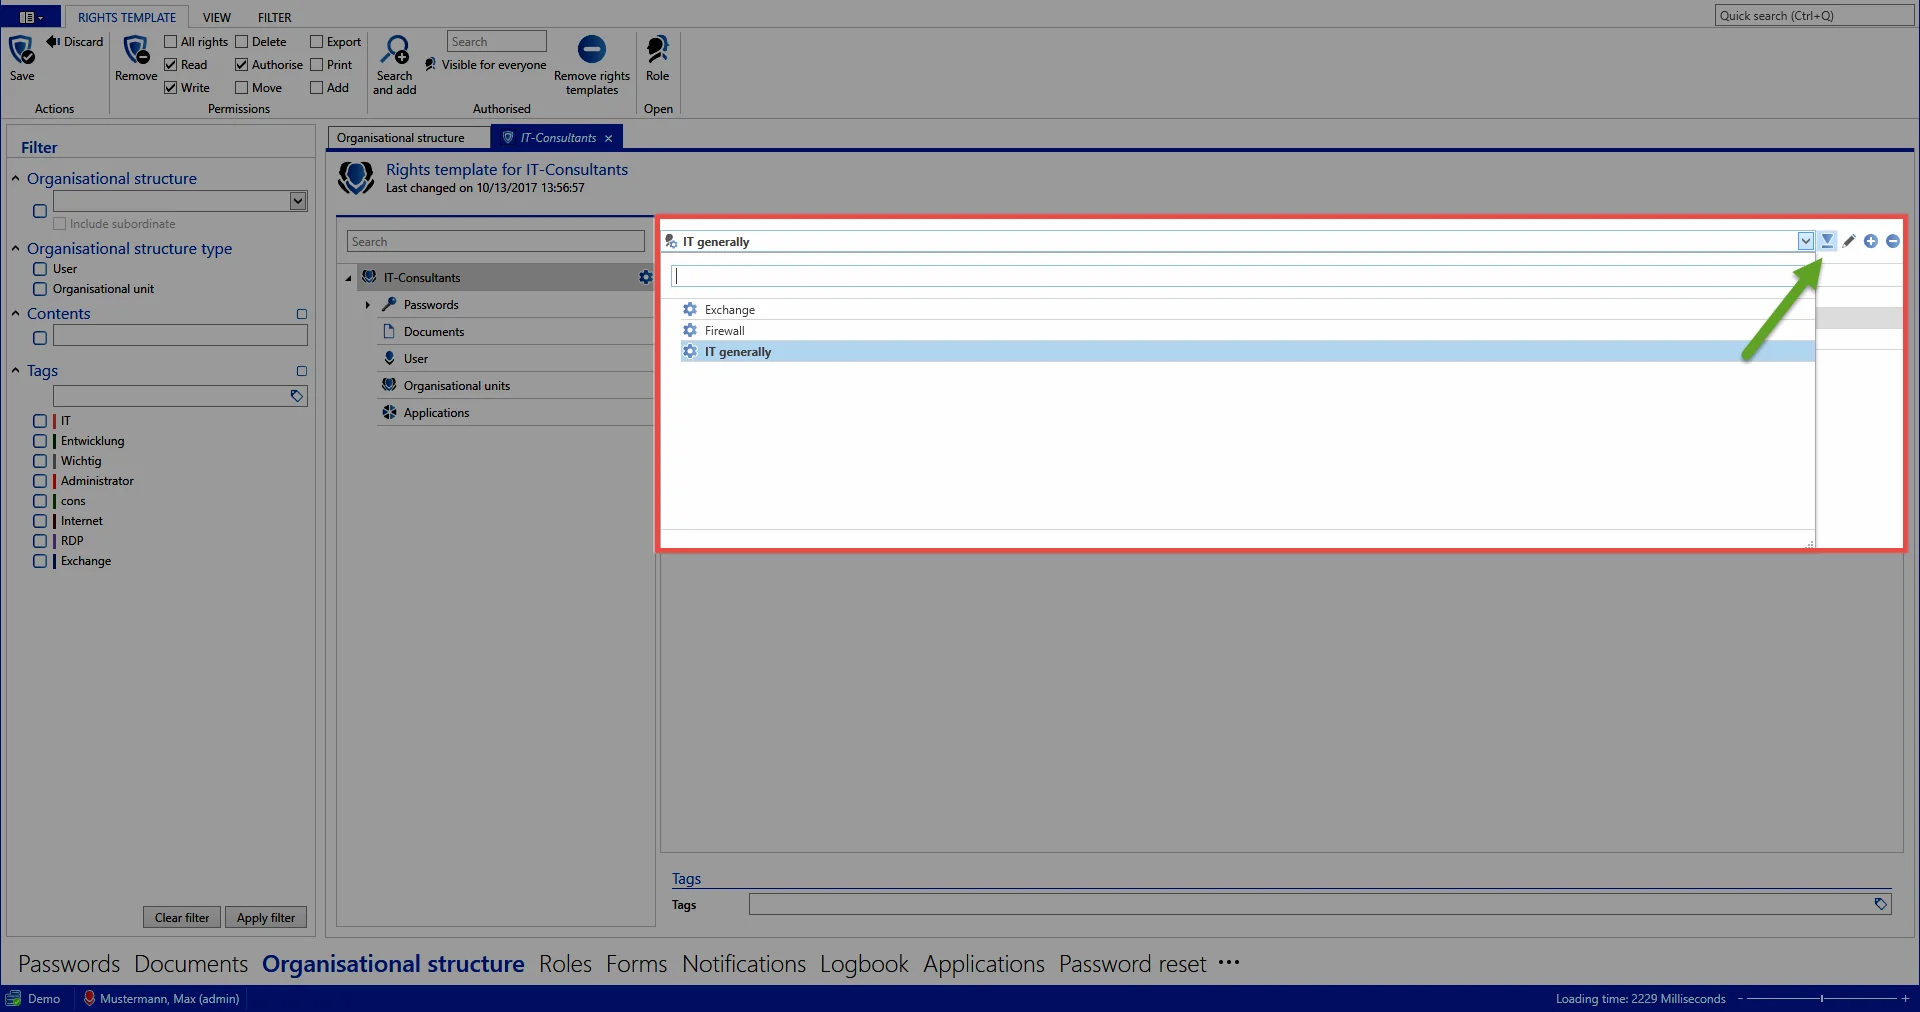 RIGHTS TEMPLATE VIEW FILTER
Quick search (Ctrl+Q)
Save
Discard
Actions
Remove
All rights
Delete
Export
Read
Authorise
Print
Write
Move
Add
Permissions
Search and add
Search
Visible for everyone
Remove rights templates
Authorised
Role
Open
Filter
Organisational structure
Include subordinate
Organisational structure type
User
Organisational unit
Contents
Tags
IT
Entwicklung
Wichtig
Administrator
cons
Internet
RDP
Exchange
Clear filter
Apply filter
Organisational structure
IT-Consultants
Rights template for IT-Consultants
Last changed on 10/13/2017 13:56:57
Search
IT-Consultants
Passwords
Documents
User
Organisational units
Applications
IT generally
Exchange
Firewall
IT generally
Tags
Tags
Passwords Documents Organisational structure Roles Forms Notifications Logbook Applications Password reset ···
Demo
Mustermann, Max (admin)
Loading time: 2229 Milliseconds
- +